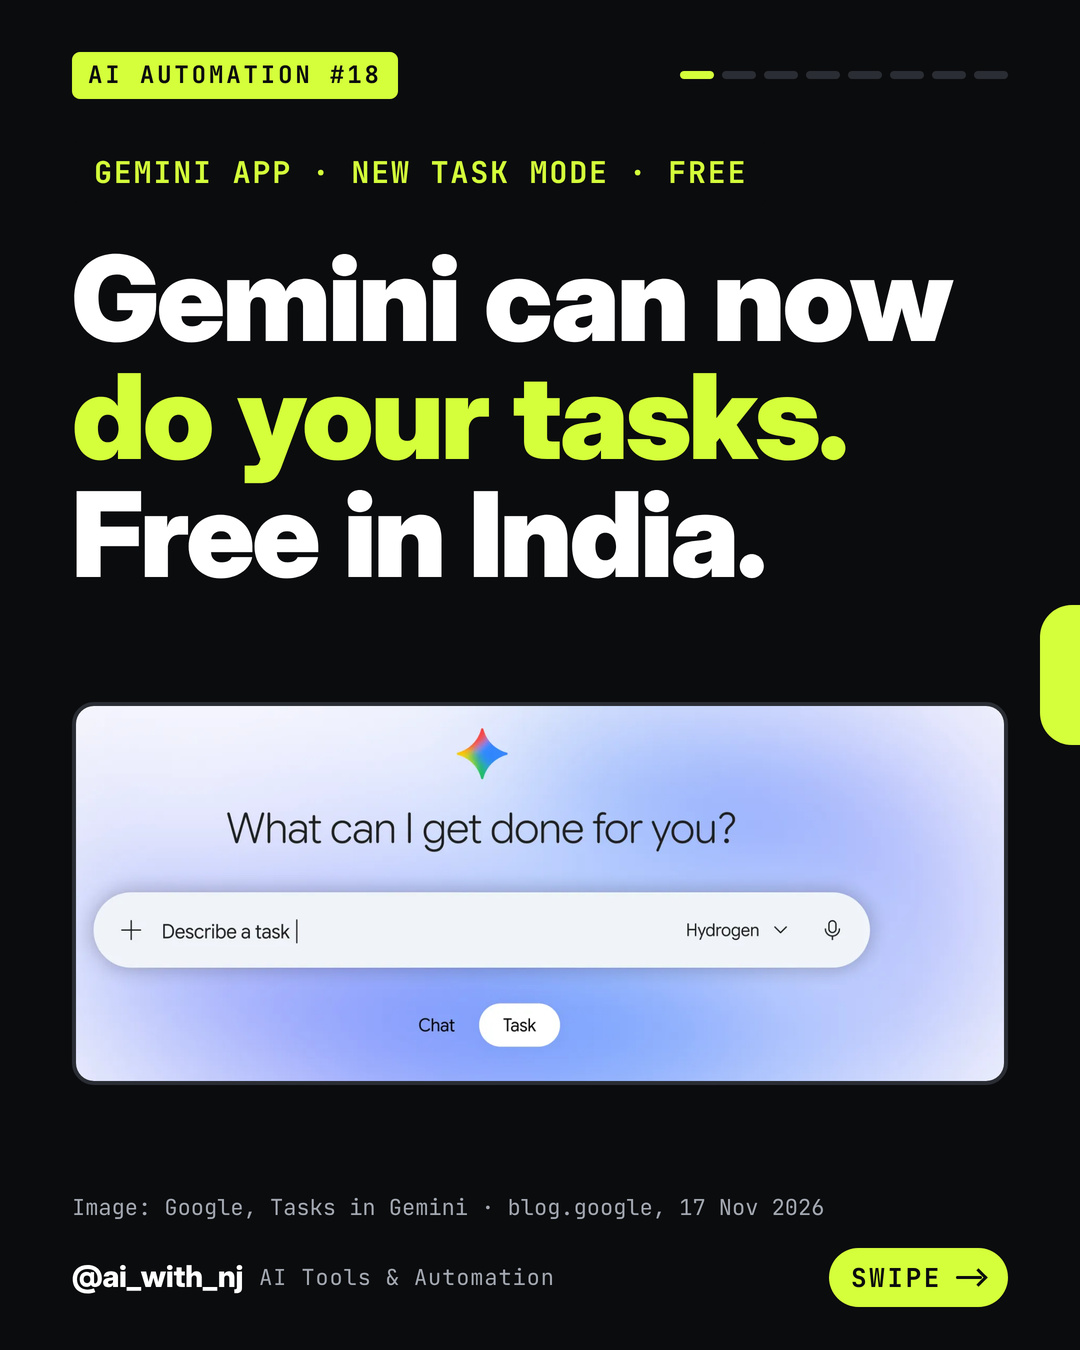 AI AUTOMATION #18
GEMINI APP · NEW TASK MODE · FREE
Gemini can now
do your tasks.
Free in India.
What can I get done for you?
Describe a task
Hydrogen
Chat
Task
Image: Google, Tasks in Gemini · blog.google, 17 Nov 2026
@ai_with_nj AI Tools & Automation
SWIPE →